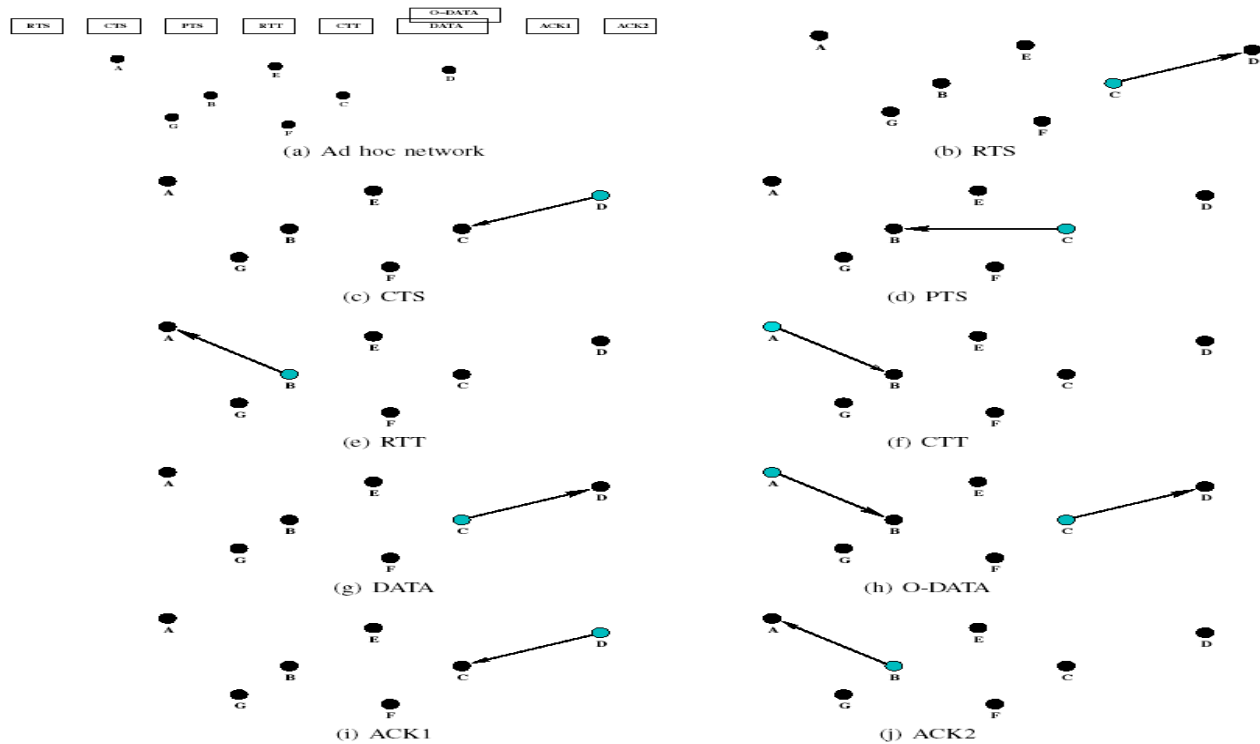 O-DATA
RTS CTS PTS RTT CTT DATA ACK1 ACK2
A
E
D
B
C
G
F
(a) Ad hoc network
A
E
D
B
C
G
F
(b) RTS
A
E
D
B
C
G
F
(c) CTS
A
E
D
B
C
G
F
(d) PTS
A
E
D
B
C
G
F
(e) RTT
A
E
D
B
C
G
F
(f) CTT
A
E
D
B
C
G
F
(g) DATA
A
E
D
B
C
G
F
(h) O-DATA
A
E
D
B
C
G
F
(i) ACK1
A
E
D
B
C
G
F
(j) ACK2